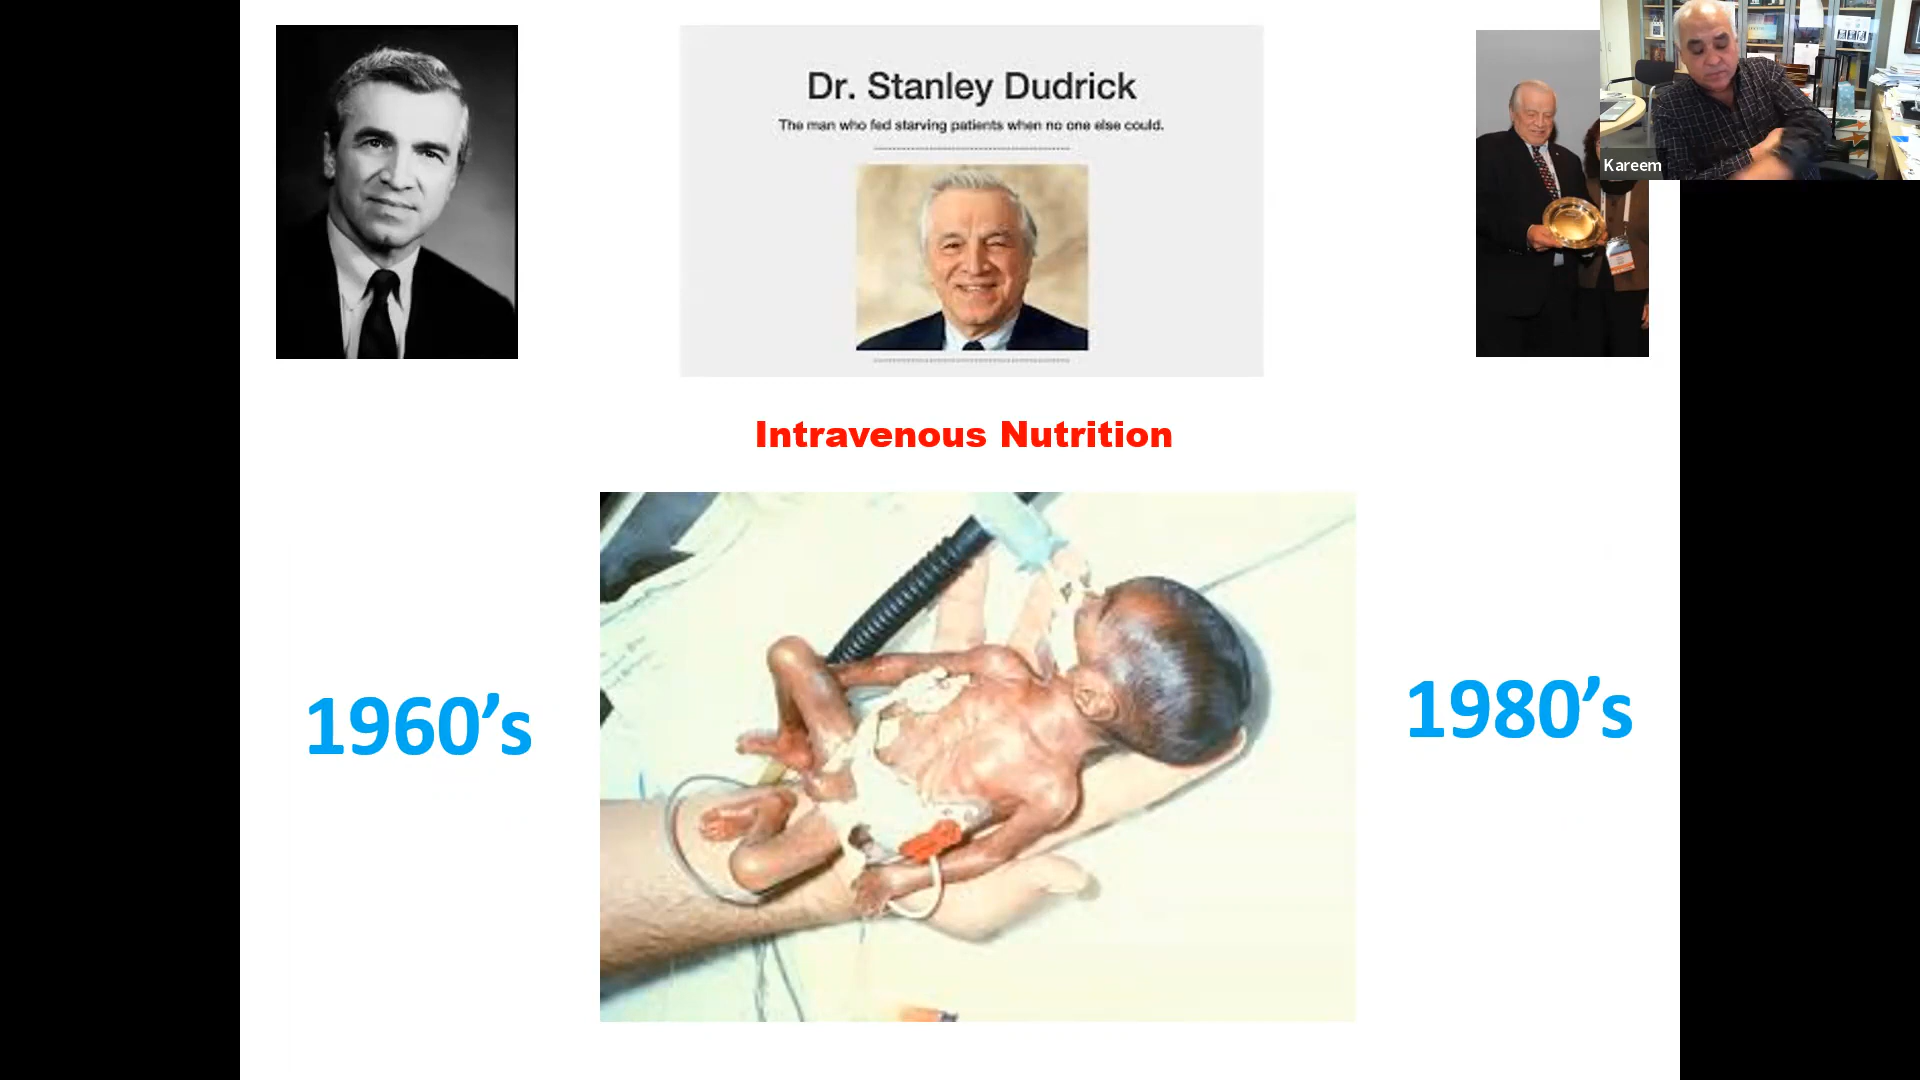 Dr. Stanley Dudrick
The man who fed starving patients when no one else could.
Kareem
Intravenous Nutrition
1960’s
1980’s